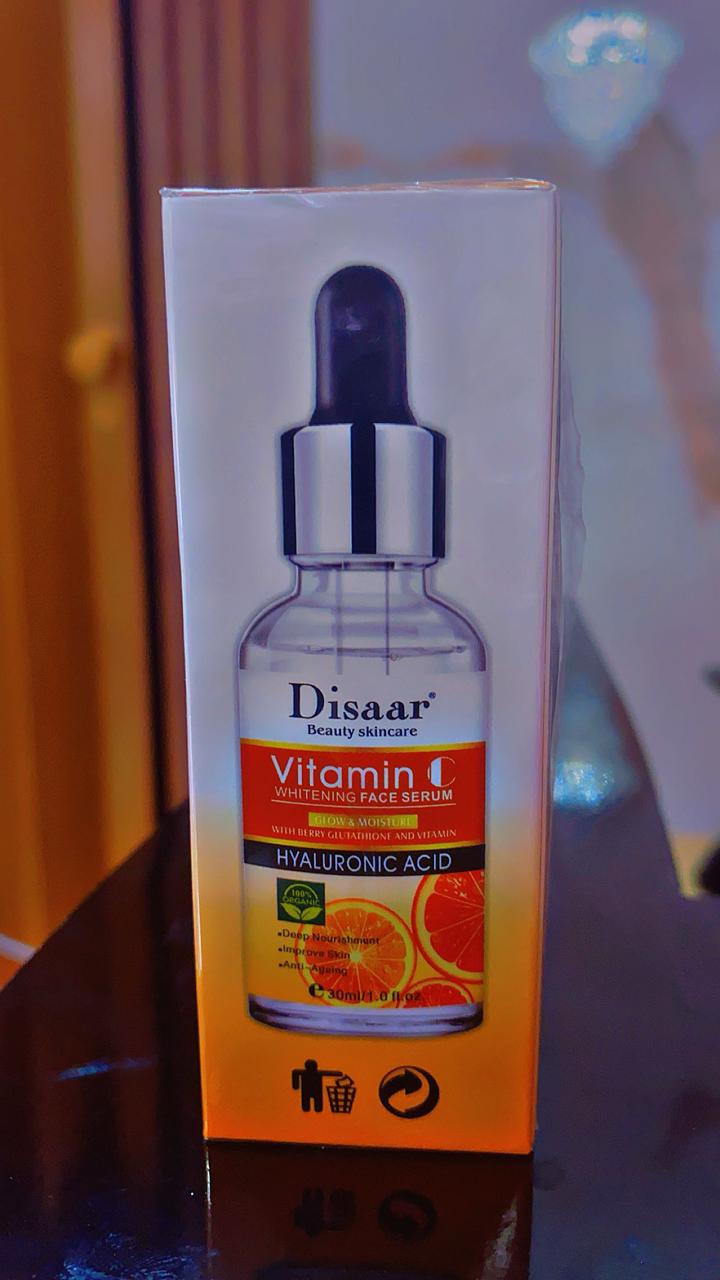 Disaar®
Beauty skincare
Vitamin C
WHITENING FACE SERUM
GLOW & MOISTURE
WITH BERRY GLUTATHIONE AND VITAMIN
HYALURONIC ACID
100%
ORGANIC
•Deep Nourishment
•Improve Skin
•Anti-Ageing
e 30ml/1.0 fl.oz